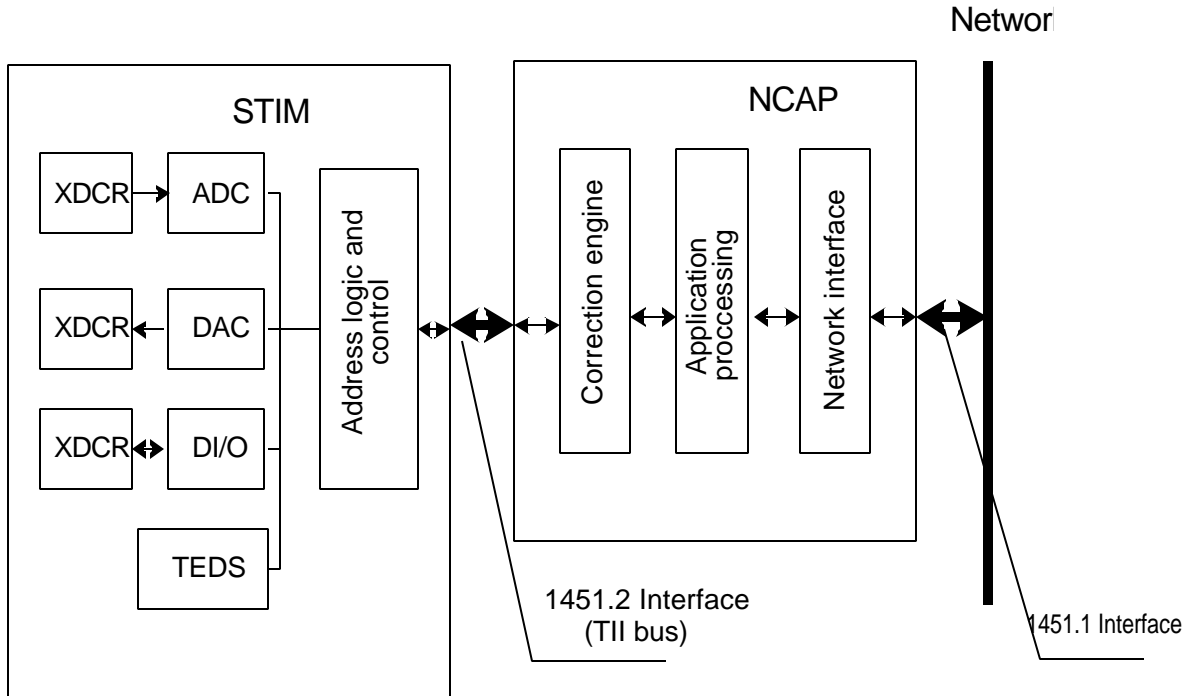 Networ
STIM
NCAP
XDCR
ADC
XDCR
DAC
XDCR
DI/O
TEDS
Address logic and
control
Correction engine
Application
proccessing
Network interface
1451.2 Interface
(TII bus)
1451.1 Interface